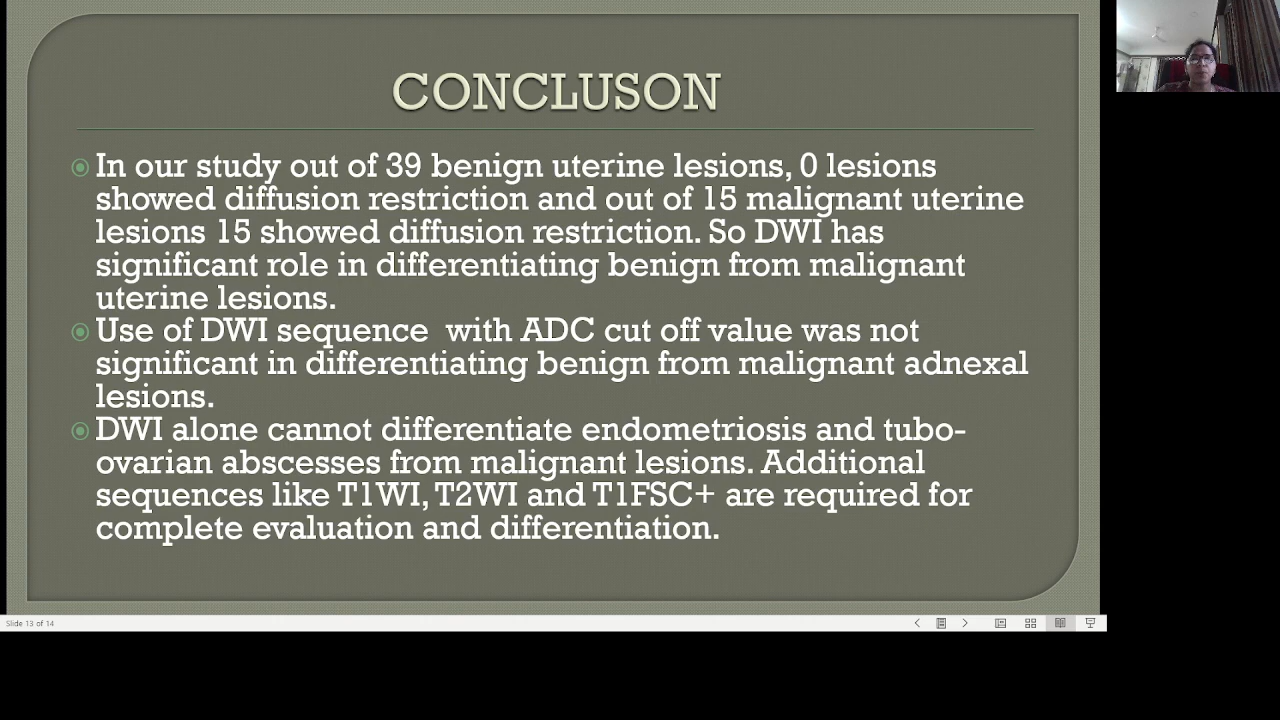 CONCLUSON
In our study out of 39 benign uterine lesions, 0 lesions
showed diffusion restriction and out of 15 malignant uterine
lesions 15 showed diffusion restriction. So DWI has
significant role in differentiating benign from malignant
uterine lesions.
Use of DWI sequence with ADC cut off value was not
significant in differentiating benign from malignant adnexal
lesions.
DWI alone cannot differentiate endometriosis and tubo-
ovarian abscesses from malignant lesions. Additional
sequences like T1WI, T2WI and T1FSC+ are required for
complete evaluation and differentiation.
Slide 13 of 14